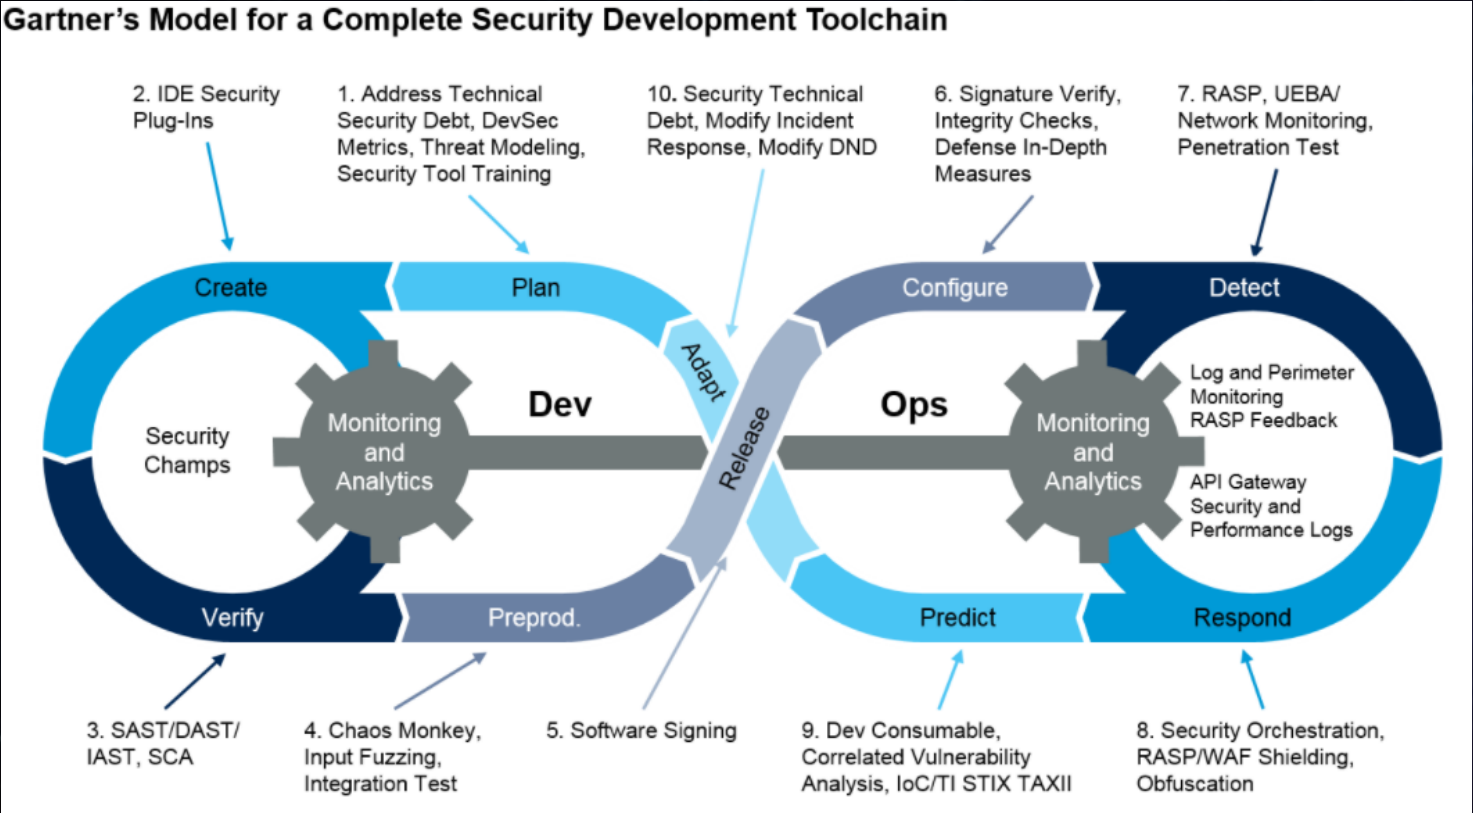 Gartner's Model for a Complete Security Development Toolchain
2. IDE Security
Plug-Ins
1. Address Technical
Security Debt, DevSec
Metrics, Threat Modeling,
Security Tool Training
10. Security Technical
Debt, Modify Incident
Response, Modify DND
6. Signature Verify,
Integrity Checks,
Defense In-Depth
Measures
7. RASP, UEBA/
Network Monitoring,
Penetration Test
Create
Plan
Adapt
Release
Configure
Detect
Security
Champs
Monitoring
and
Analytics
Dev
Ops
Monitoring
and
Analytics
Log and Perimeter
Monitoring
RASP Feedback
API Gateway
Security and
Performance Logs
Verify
Preprod.
Predict
Respond
3. SAST/DAST/
IAST, SCA
4. Chaos Monkey,
Input Fuzzing,
Integration Test
5. Software Signing
9. Dev Consumable,
Correlated Vulnerability
Analysis, IoC/TI STIX TAXII
8. Security Orchestration,
RASP/WAF Shielding,
Obfuscation